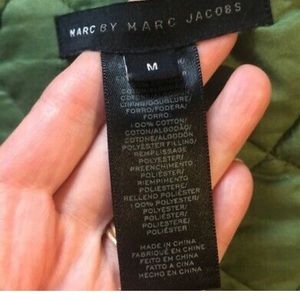 MARC BY MARC JACOBS
M
LINING/DOUBLURE/
FORRO/FODERA/
FORRO
100% COTTON/
COTON/ALGODÃO/
COTONE/ALGODÓN
POLYESTER FILLING/
REMPLISSAGE
POLYESTER/
PREENCHIMENTO
POLIÉSTER/
RIEMPIMENTO
POLIESTERE/
RELLENO POLIÉSTER
100% POLYESTER/
POLYESTER/
POLIÉSTER/
POLIESTERE/
POLIÉSTER
MADE IN CHINA
FABRIQUÉ EN CHINE
FEITO EM CHINA
FATTO A CINA
HECHO EN CHINA